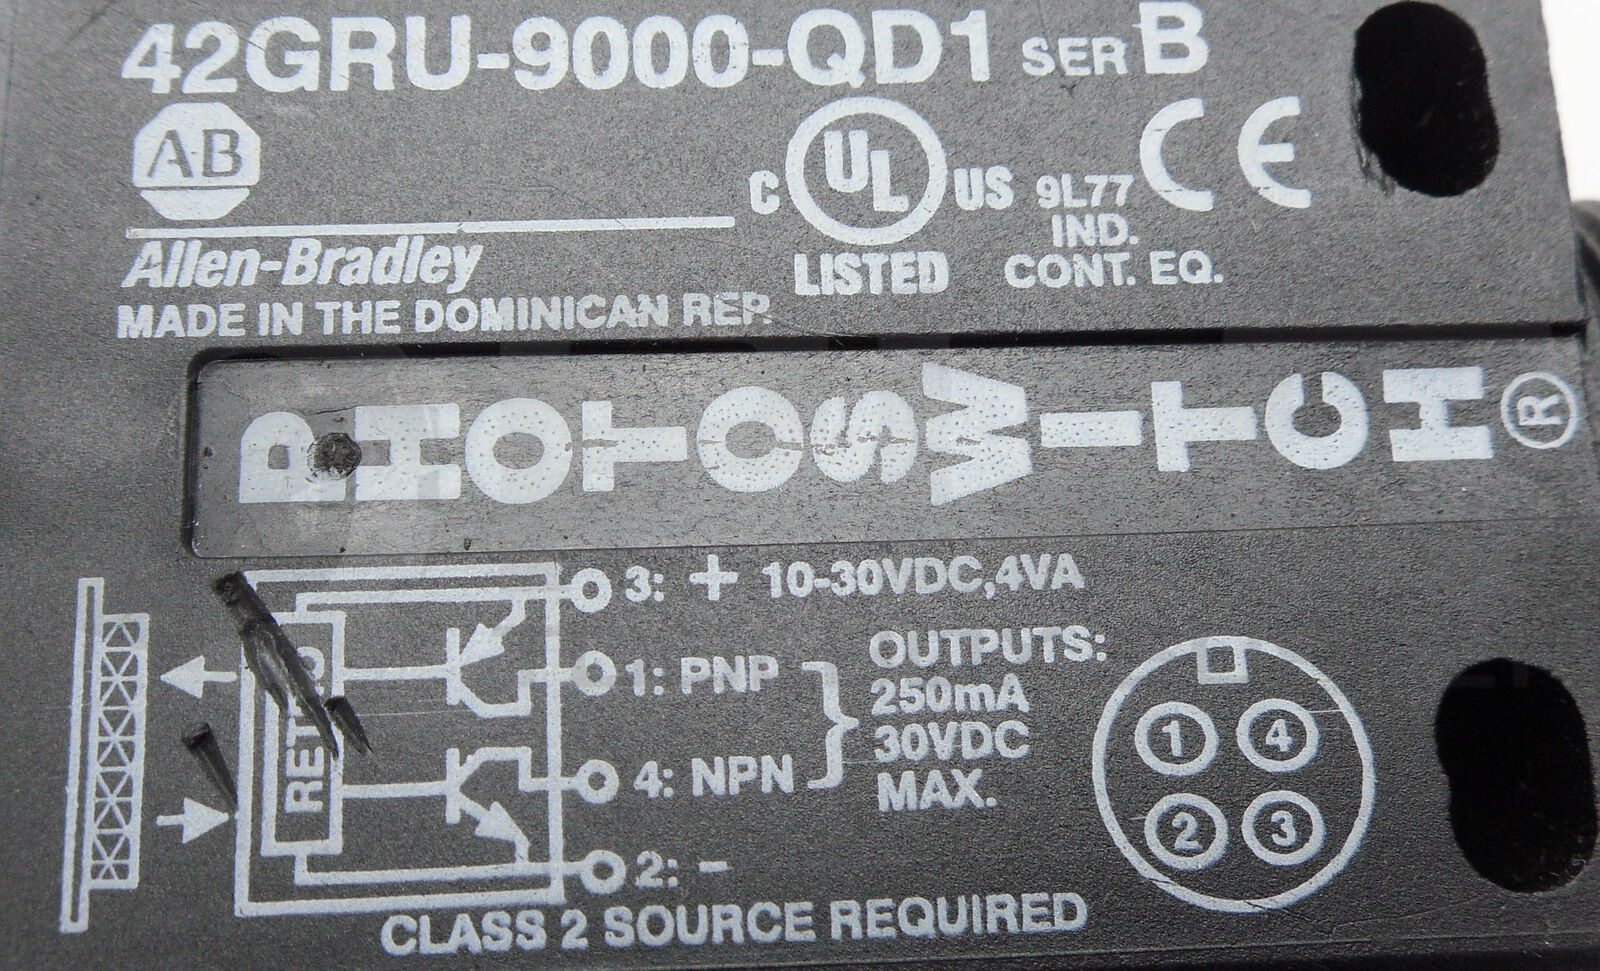 42GRU-9000-QD1 SER B
AB
Allen-Bradley
MADE IN THE DOMINICAN REP.
C UL US
LISTED
9L77
IND.
CONT. EQ.
CE
PHOTOSWITCH ®
3: + 10-30VDC,4VA
1: PNP
4: NPN
2: -
OUTPUTS:
250mA
30VDC
MAX.
1 4
2 3
CLASS 2 SOURCE REQUIRED